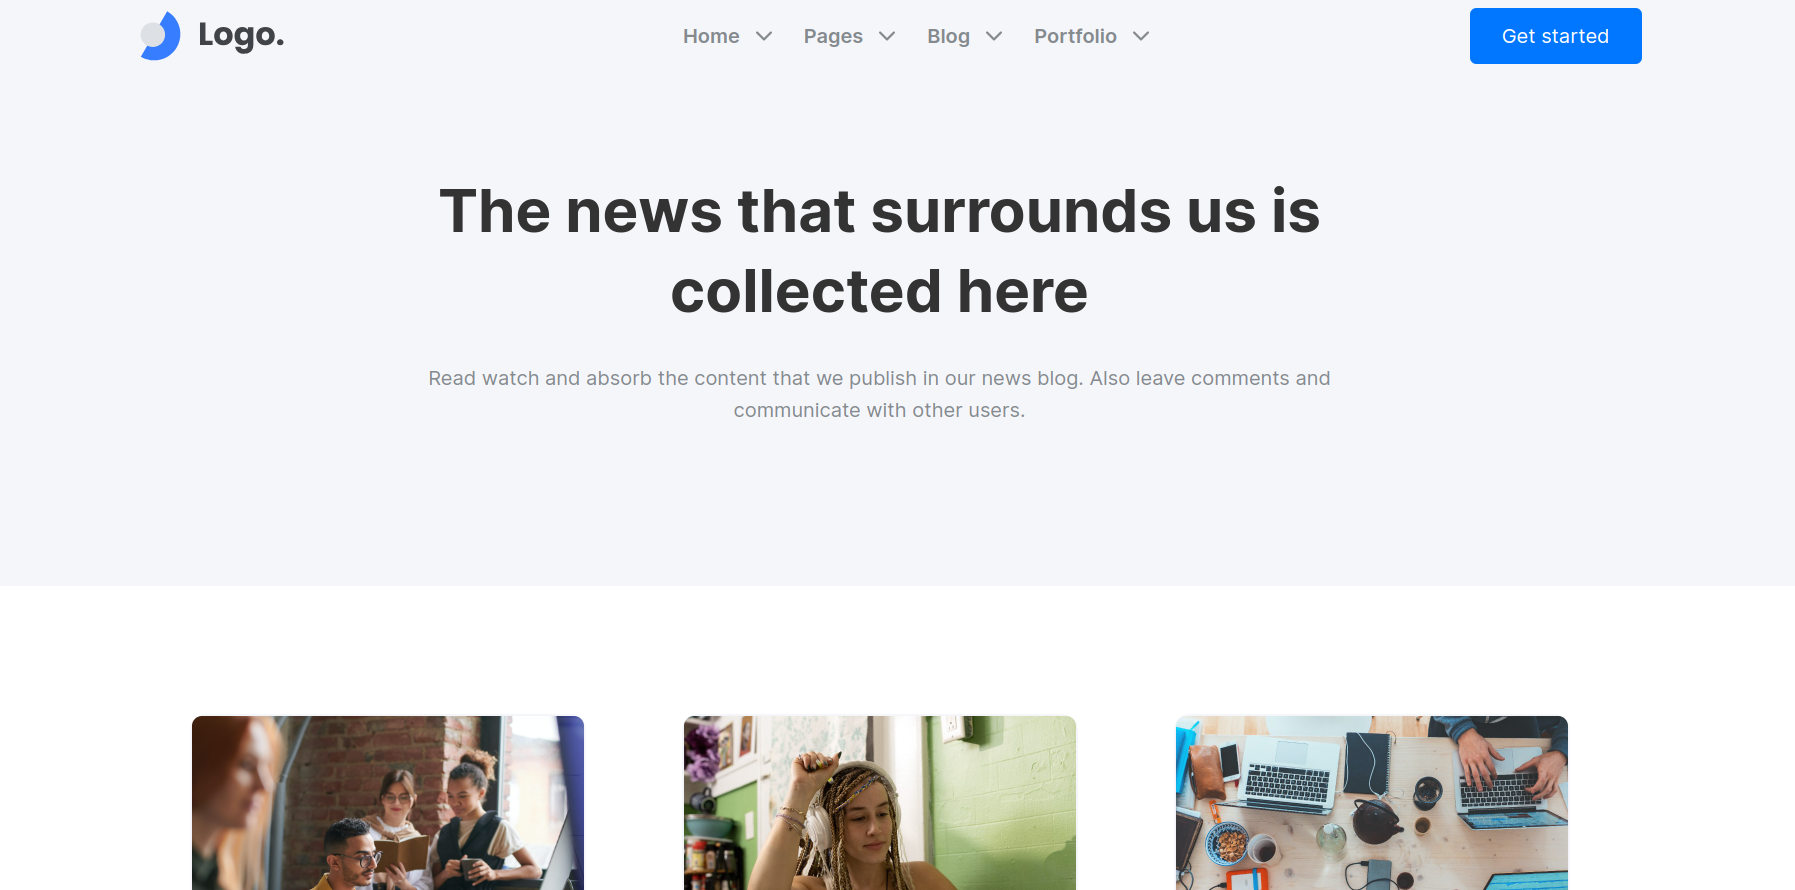 Logo.
Home
Pages
Blog
Portfolio
Get started
The news that surrounds us is
collected here
Read watch and absorb the content that we publish in our news blog. Also leave comments and
communicate with other users.